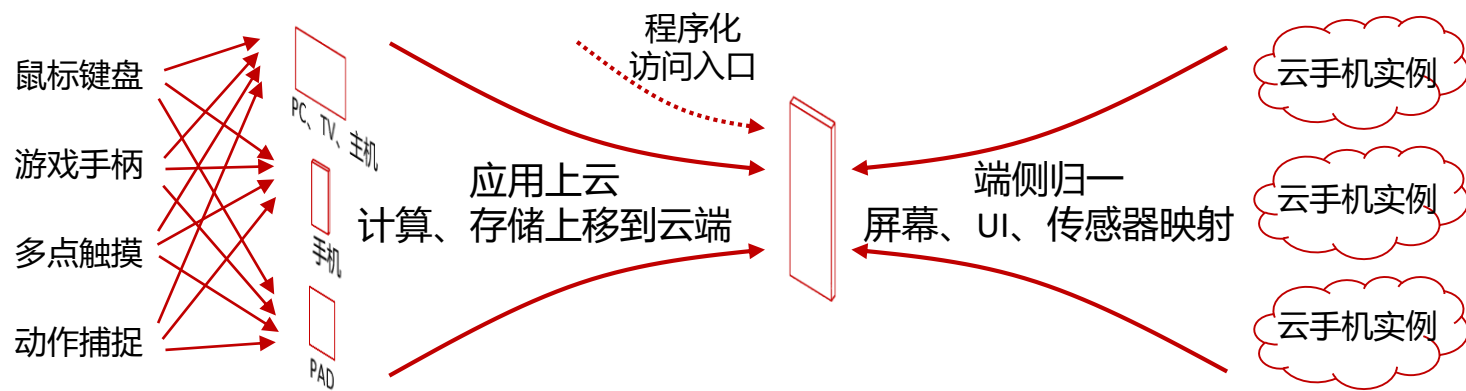 鼠标键盘
游戏手柄
多点触摸
动作捕捉
PC、TV、主机
手机
PAD
应用上云
计算、存储上移到云端
程序化
访问入口
端侧归一
屏幕、UI、传感器映射
云手机实例
云手机实例
云手机实例